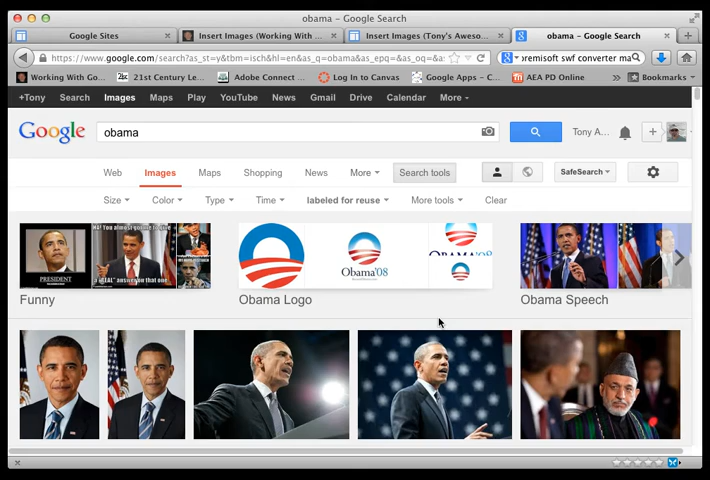 obama – Google Search
Google Sites
Insert Images (Working With ...
Insert Images (Tony's Aweso...
obama – Google Search
https://www.google.com/search?as_st=y&tbm=isch&hl=en&as_q=obama&as_epq=&as_oq=&a
remisoft swf converter ma
Working With Go...
21st Century Le...
Adobe Connect ...
Log In to Canvas
Google Apps – C...
AEA PD Online
Bookmarks
+Tony Search Images Maps Play YouTube News Gmail Drive Calendar More
Google
obama
Tony A...
Web Images Maps Shopping News More Search tools
SafeSearch
Size Color Type Time labeled for reuse More tools Clear
PRESIDENT
Obama'08
Funny
Obama Logo
Obama Speech